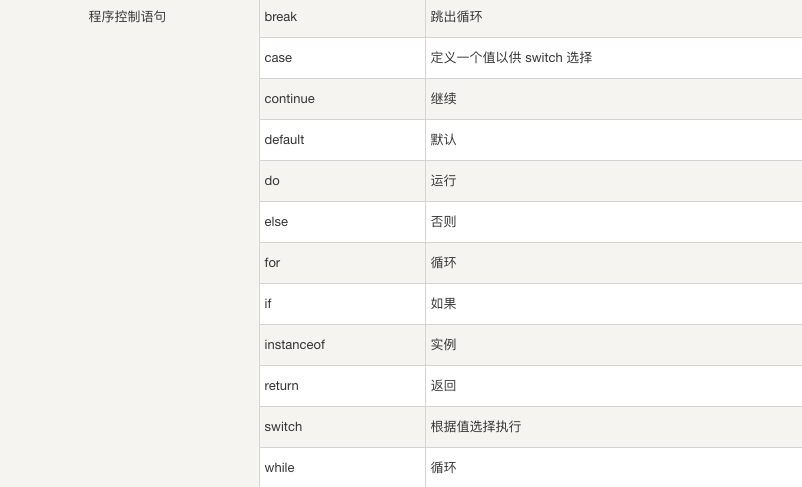 程序控制语句 break 跳出循环
case 定义一个值以供 switch 选择
continue 继续
default 默认
do 运行
else 否则
for 循环
if 如果
instanceof 实例
return 返回
switch 根据值选择执行
while 循环